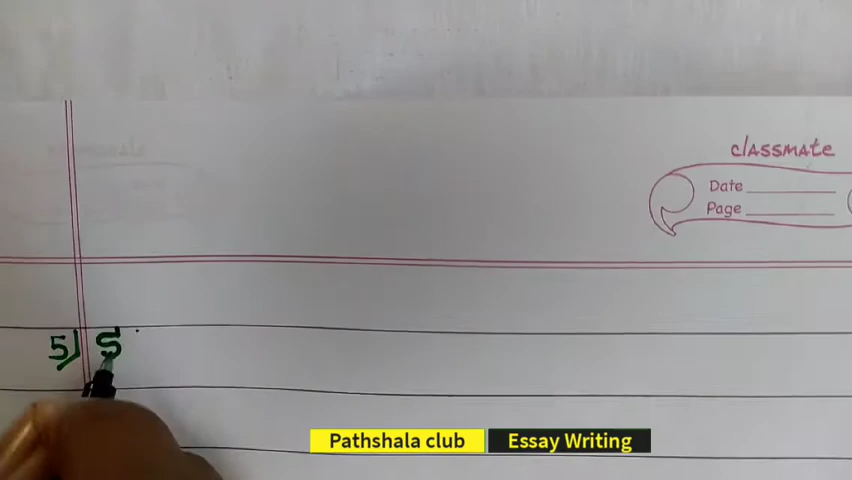 classmate
Date
Page
5) S
Pathshala club Essay Writing